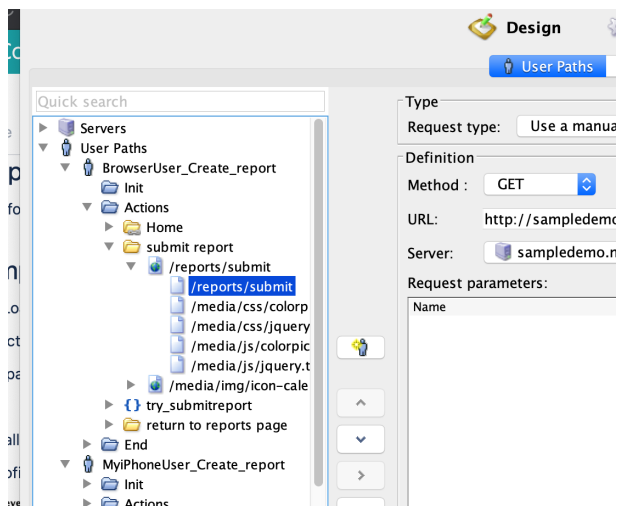 Design
User Paths
Quick search
Servers
User Paths
BrowserUser_Create_report
Init
Actions
Home
submit report
/reports/submit
/reports/submit
/media/css/colorp
/media/css/jquery
/media/js/colorpic
/media/js/jquery.t
/media/img/icon-cale
{} try_submitreport
return to reports page
End
MyiPhoneUser_Create_report
Init
Actions
Type
Request type: Use a manua
Definition
Method : GET
URL: http://sampledemo
Server: sampledemo.n
Request parameters:
Name